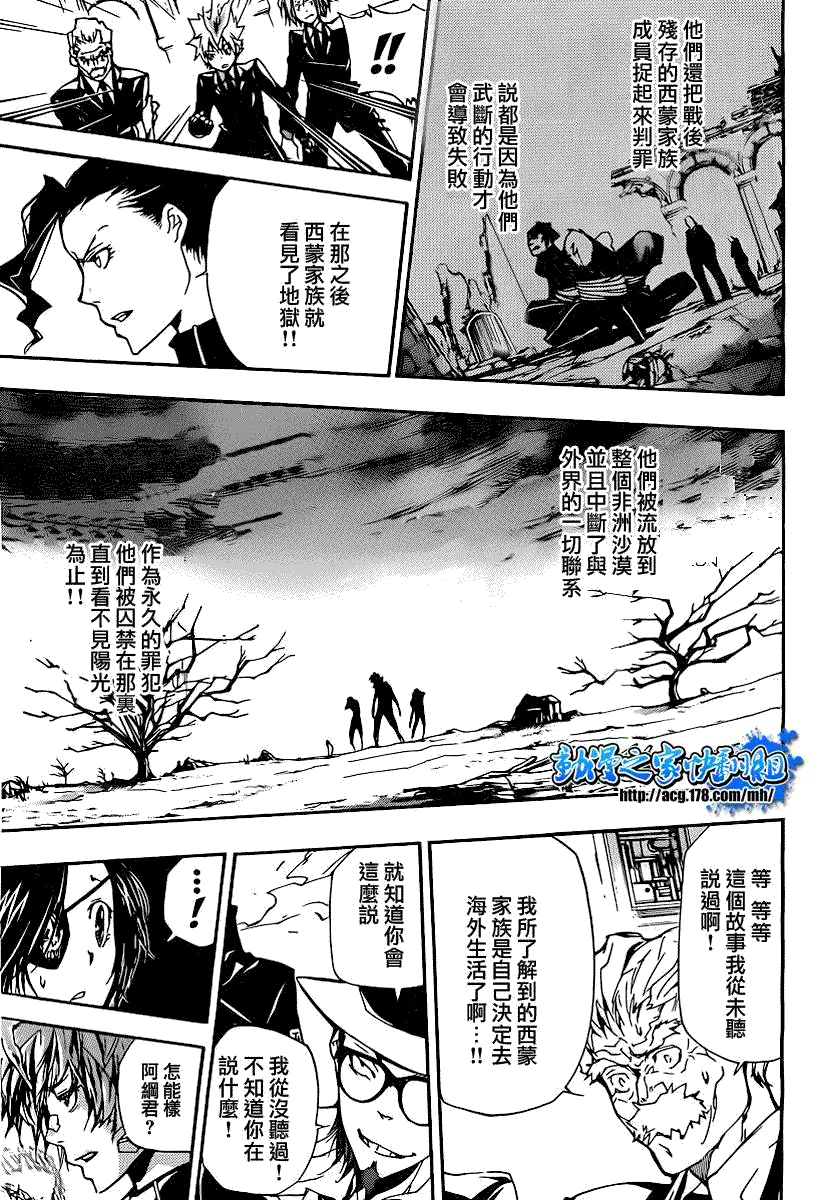 他們還把戰後
殘存的西蒙家族
成員捉起來判罪
說都是因為他們
武斷的行動才
會導致失敗
!!
在那之後
西蒙家族就
看見了地獄!!
他們被流放到
整個非洲沙漠
並且中斷了與
外界的一切聯系
作為永久的罪犯
他們被囚禁在那裏
直到看不見陽光
為止!!
動漫之家漢化組
http://acg.178.com/mh/
等 等等
這個故事我從未聽
說過啊!
我所了解到的西蒙
家族是自己決定去
海外生活了啊…!!
就知道你會
這麼說
我從沒聽過!
不知道你在
說什麼!
…!
怎能樣
阿綱君?